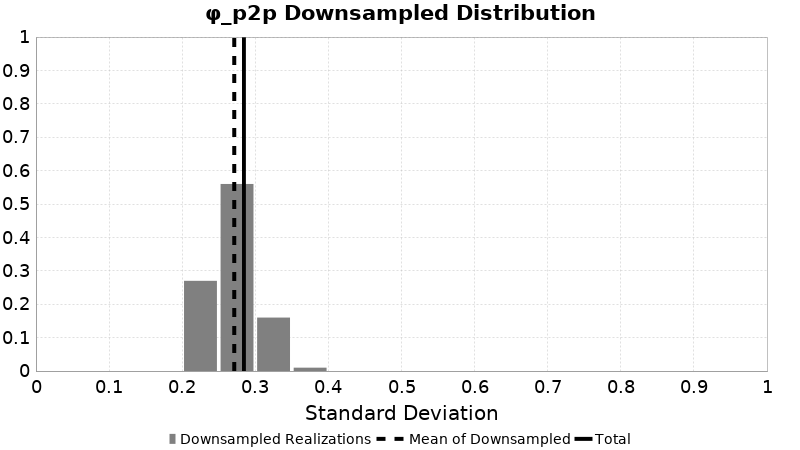 φ_p2p Downsampled Distribution
1
0.9
0.8
0.7
0.6
0.5
0.4
0.3
0.2
0.1
0
0 0.1 0.2 0.3 0.4 0.5 0.6 0.7 0.8 0.9 1
Standard Deviation
Downsampled Realizations Mean of Downsampled Total